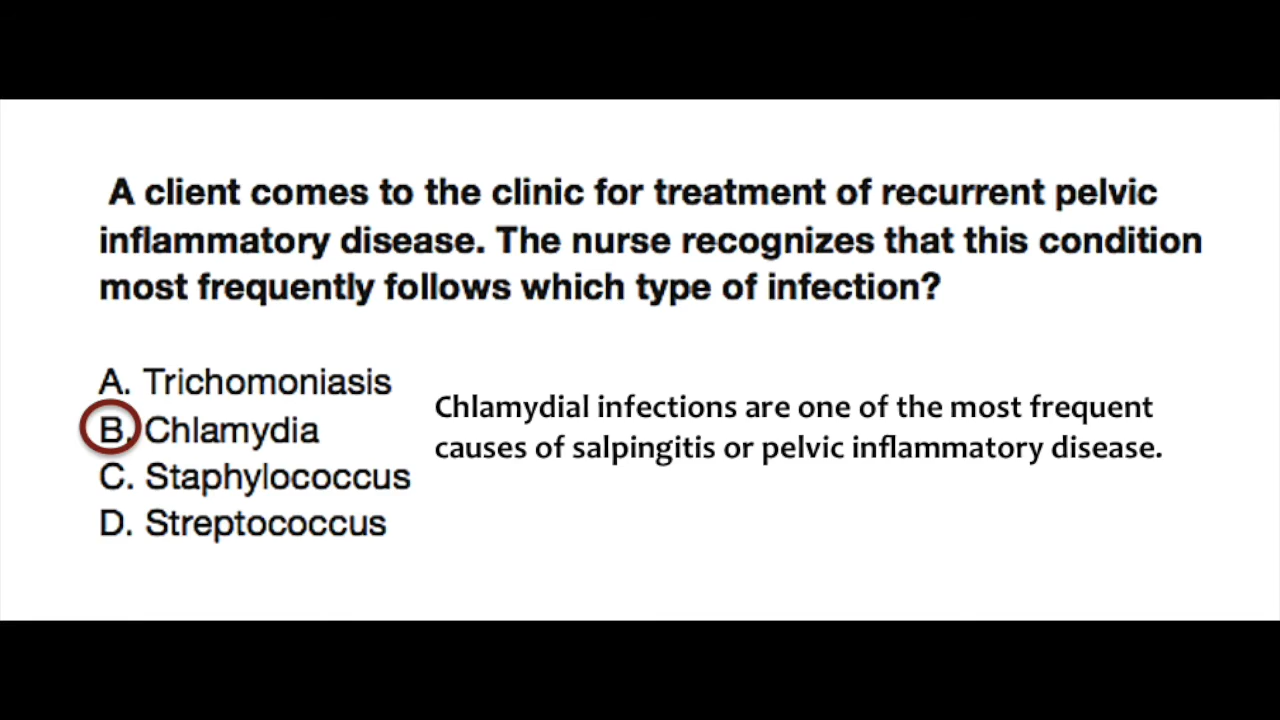 A client comes to the clinic for treatment of recurrent pelvic
inflammatory disease. The nurse recognizes that this condition
most frequently follows which type of infection?
A. Trichomoniasis
B. Chlamydia
C. Staphylococcus
D. Streptococcus
Chlamydial infections are one of the most frequent
causes of salpingitis or pelvic inflammatory disease.